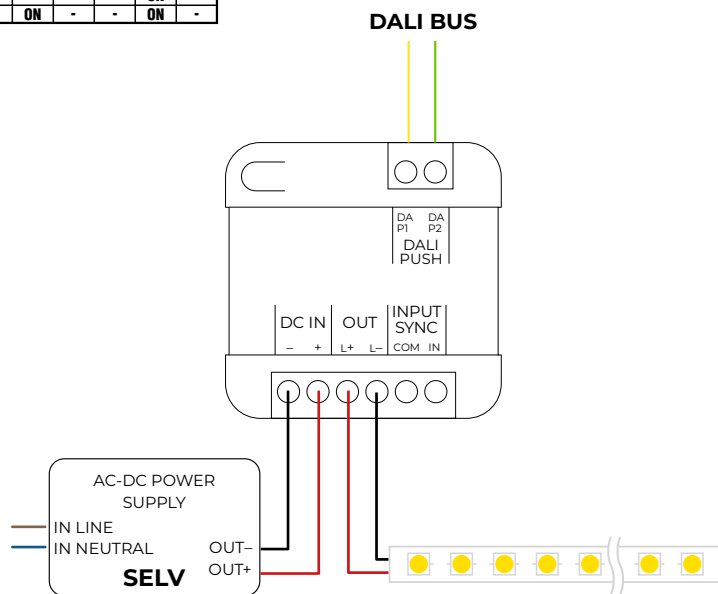 ON - - ON -
DALI BUS
DA DA
P1 P2
DALI
PUSH
DC IN OUT INPUT
SYNC
– + L+ L– COM IN
AC-DC POWER
SUPPLY
IN LINE
IN NEUTRAL OUT–
OUT+
SELV